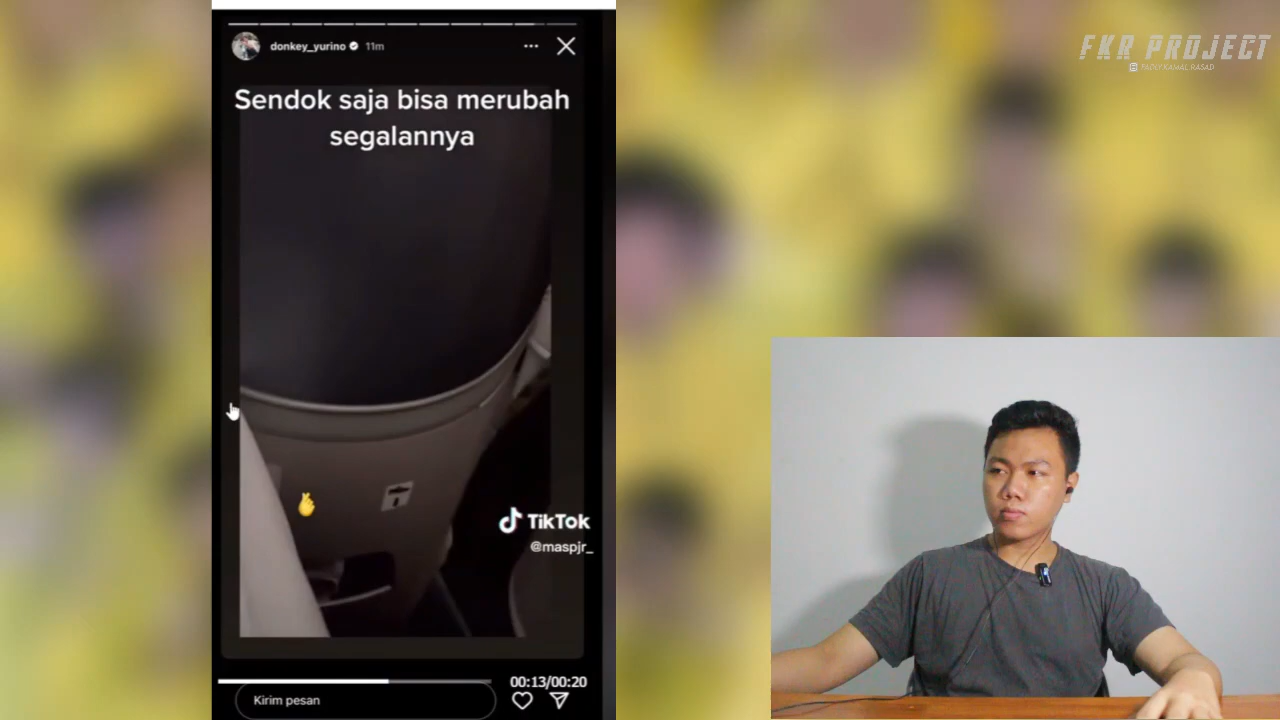 donkey_yurino 11m
Sendok saja bisa merubah
segalannya
TikTok
@maspjr_
00:13/00:20
Kirim pesan
FKR PROJECT
FADLY.KAMAL.RASAD